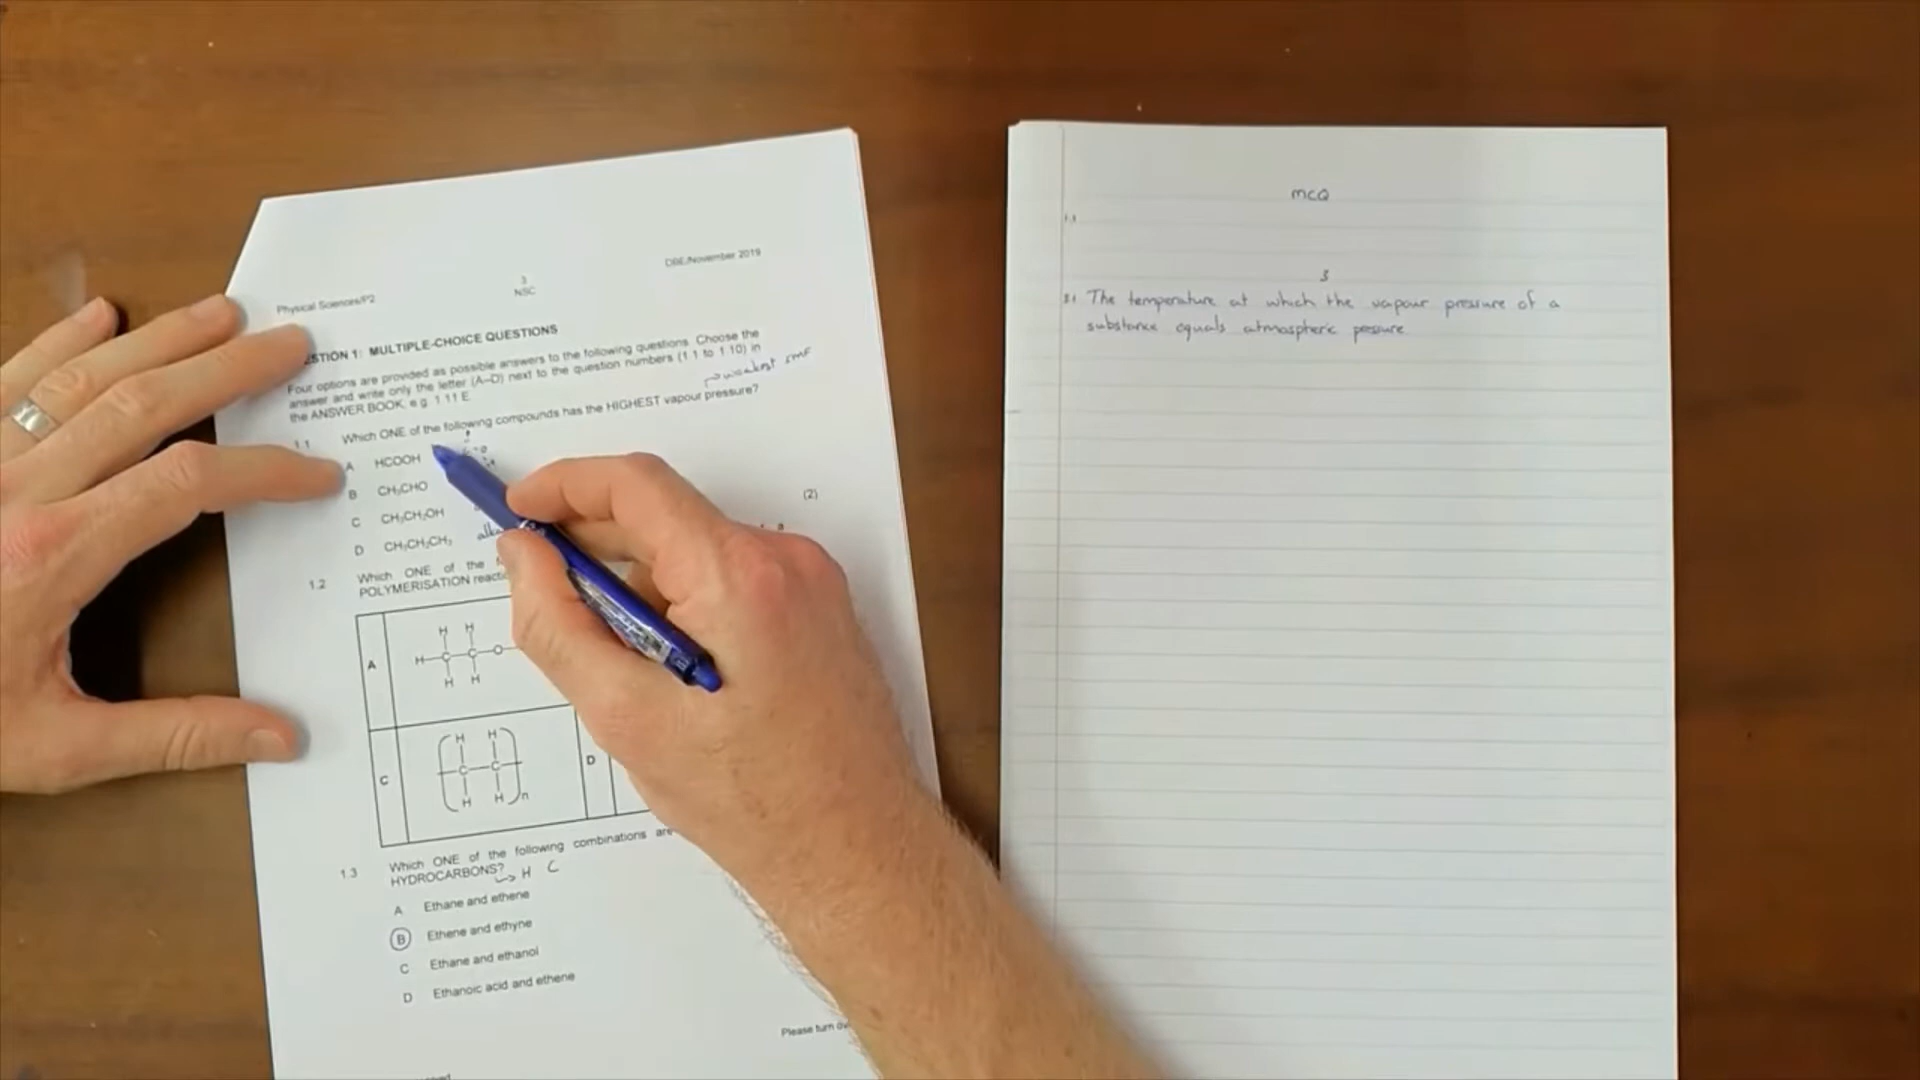 DBE/November 2019
3
Physical Sciences/P2
NSC
STION 1: MULTIPLE-CHOICE QUESTIONS
Four options are provided as possible answers to the following questions. Choose the
answer and write only the letter (A–D) next to the question numbers (1.1 to 1.10) in
the ANSWER BOOK, e.g. 1.11 E.
weakest IMF
1.1 Which ONE of the following compounds has the HIGHEST vapour pressure?
A HCOOH
B CH₃CHO
C CH₃CH₂OH
(2)
D CH₃CH₂CH₃ alka
1.2 Which ONE of the
POLYMERISATION reacti
H H
A H C C O
H H
H H
C C C n D
H H
1.3 Which ONE of the following combinations are
HYDROCARBONS? → H C
A Ethane and ethene
B Ethene and ethyne
C Ethane and ethanol
D Ethanoic acid and ethene
Please turn ov
MCQ
1.1
3
3.1 The temperature at which the vapour pressure of a
substance equals atmospheric pressure